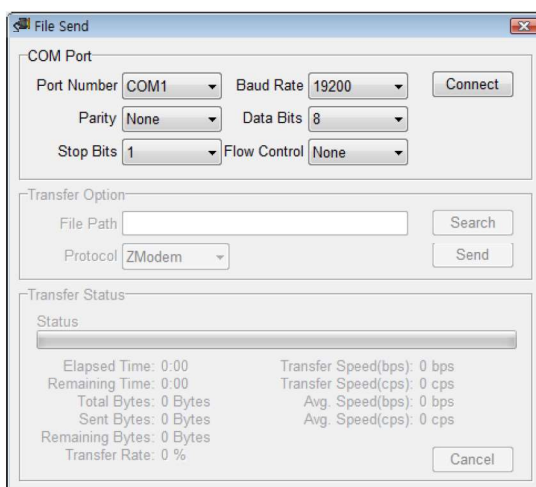 File Send
COM Port
Port Number COM1 Baud Rate 19200 Connect
Parity None Data Bits 8
Stop Bits 1 Flow Control None
Transfer Option
File Path Search
Protocol ZModem Send
Transfer Status
Status
Elapsed Time: 0:00 Transfer Speed(bps): 0 bps
Remaining Time: 0:00 Transfer Speed(cps): 0 cps
Total Bytes: 0 Bytes Avg. Speed(bps): 0 bps
Sent Bytes: 0 Bytes Avg. Speed(cps): 0 cps
Remaining Bytes: 0 Bytes
Transfer Rate: 0 %
Cancel